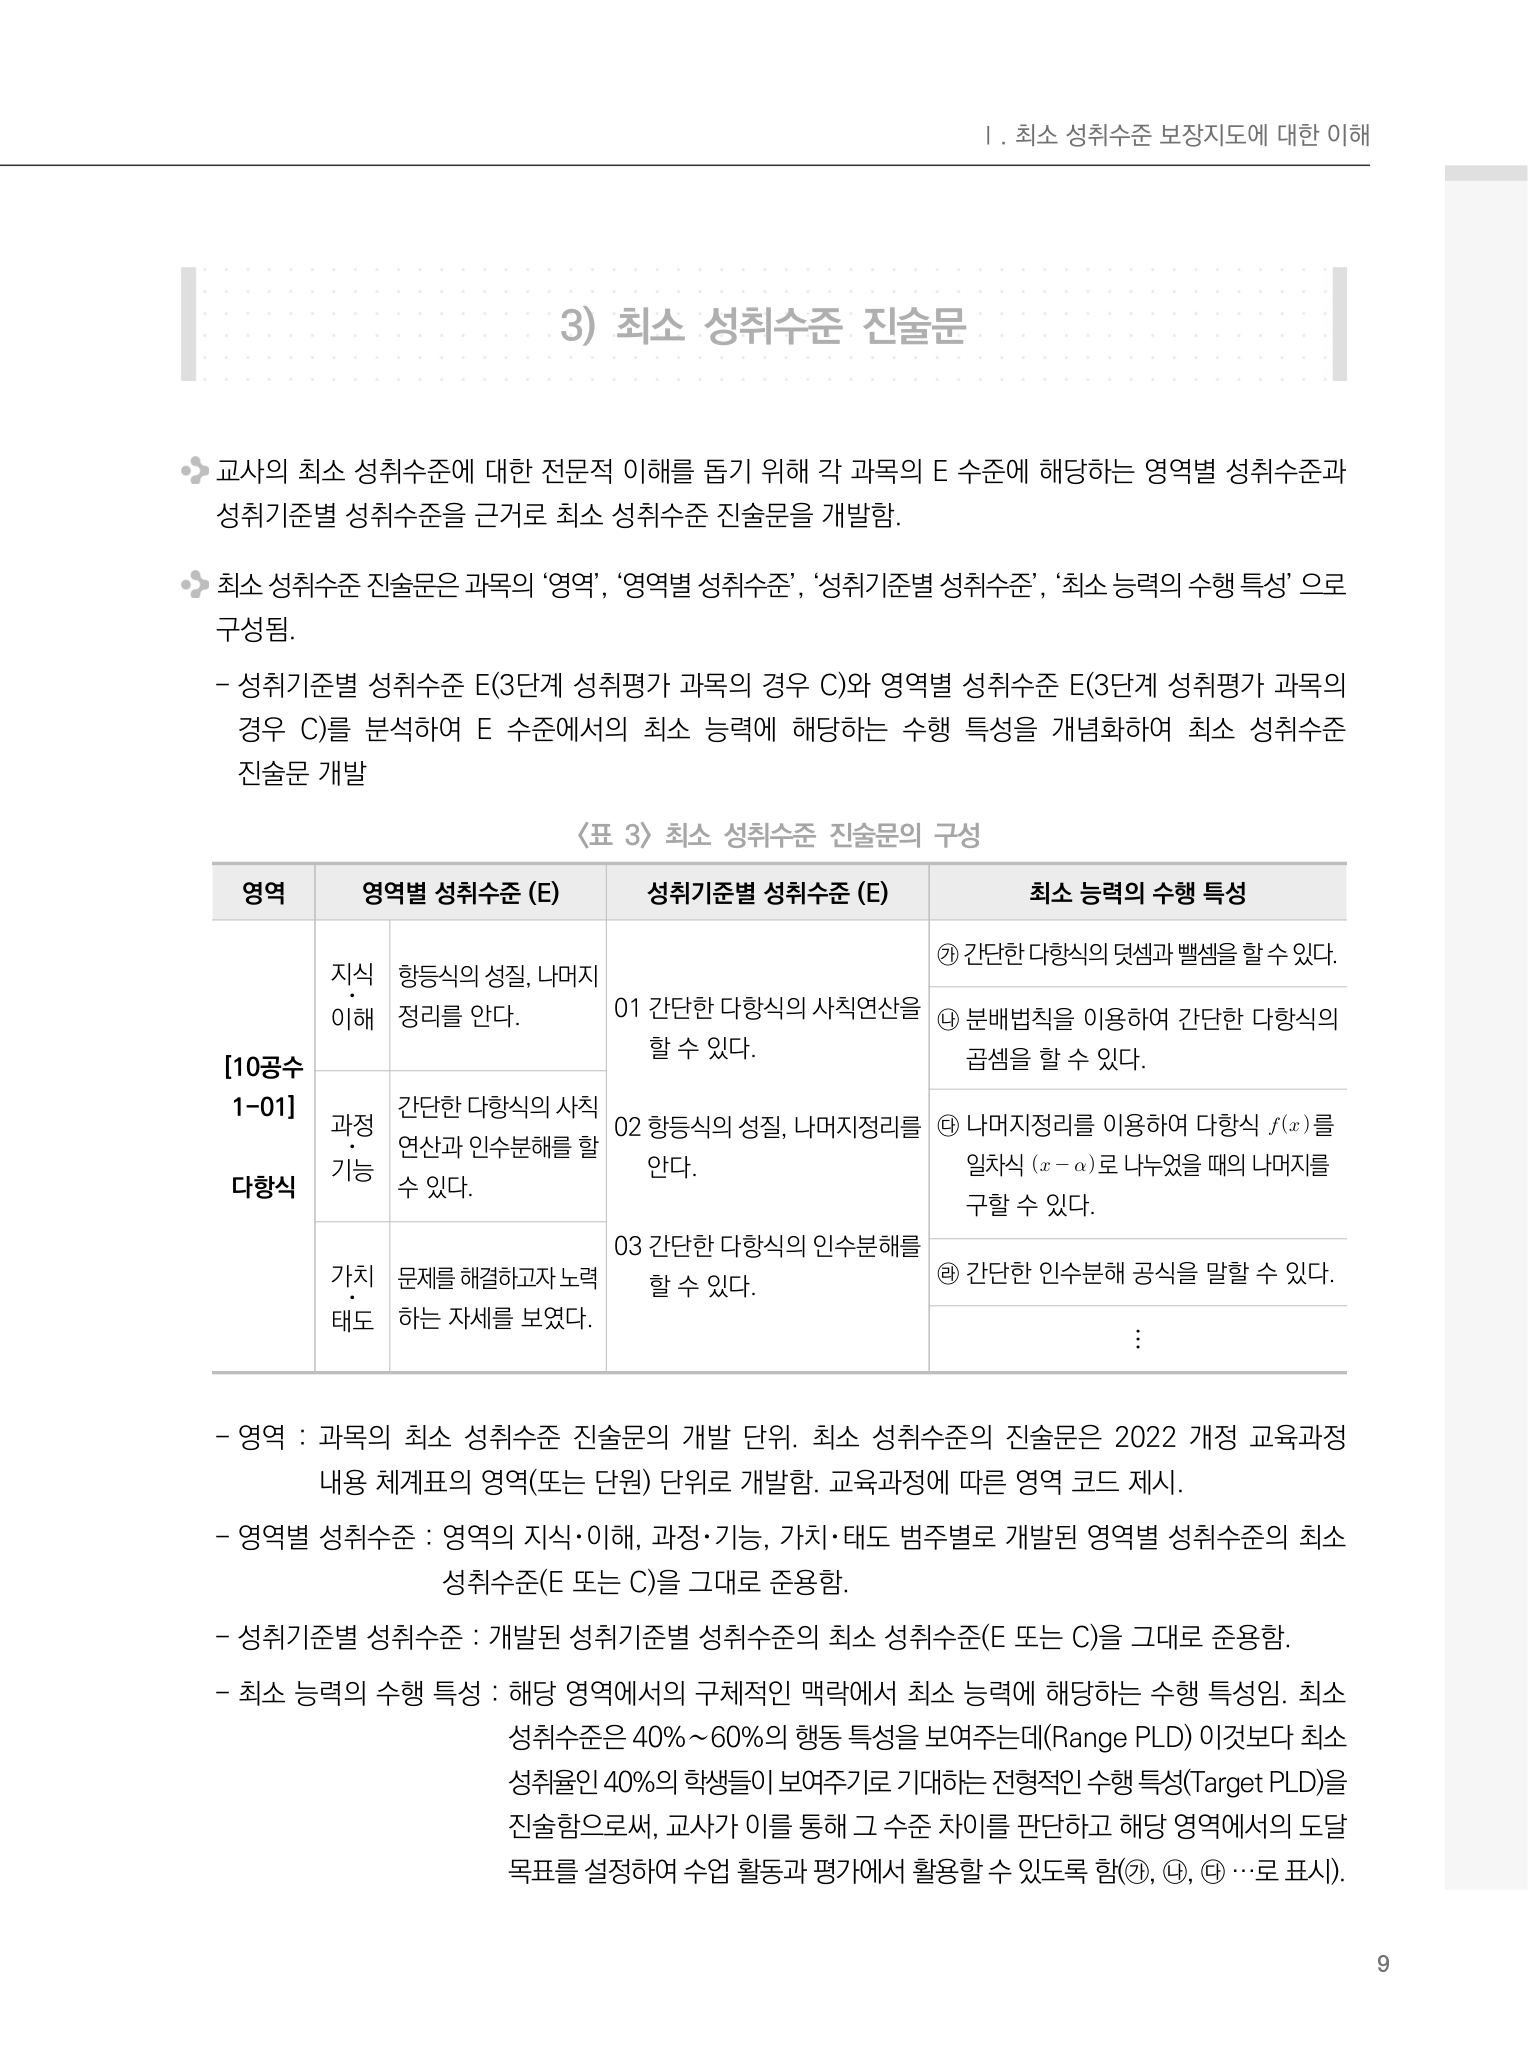 Ⅰ. 최소 성취수준 보장지도에 대한 이해
3) 최소 성취수준 진술문
교사의 최소 성취수준에 대한 전문적 이해를 돕기 위해 각 과목의 E 수준에 해당하는 영역별 성취수준과
성취기준별 성취수준을 근거로 최소 성취수준 진술문을 개발함.
최소 성취수준 진술문은 과목의 ‘영역’, ‘영역별 성취수준’, ‘성취기준별 성취수준’, ‘최소 능력의 수행 특성’ 으로
구성됨.
- 성취기준별 성취수준 E(3단계 성취평가 과목의 경우 C)와 영역별 성취수준 E(3단계 성취평가 과목의
경우 C)를 분석하여 E 수준에서의 최소 능력에 해당하는 수행 특성을 개념화하여 최소 성취수준
진술문 개발
〈표 3〉 최소 성취수준 진술문의 구성
영역 영역별 성취수준 (E) 성취기준별 성취수준 (E) 최소 능력의 수행 특성
[10공수
1-01]
다항식
지식
·
이해
항등식의 성질, 나머지
정리를 안다.
과정
·
기능
간단한 다항식의 사칙
연산과 인수분해를 할
수 있다.
가치
·
태도
문제를 해결하고자 노력
하는 자세를 보였다.
01 간단한 다항식의 사칙연산을
할 수 있다.
02 항등식의 성질, 나머지정리를
안다.
03 간단한 다항식의 인수분해를
할 수 있다.
㉮ 간단한 다항식의 덧셈과 뺄셈을 할 수 있다.
㉯ 분배법칙을 이용하여 간단한 다항식의
곱셈을 할 수 있다.
㉰ 나머지정리를 이용하여 다항식 f(x)를
일차식 (x-α)로 나누었을 때의 나머지를
구할 수 있다.
㉱ 간단한 인수분해 공식을 말할 수 있다.
⋮
- 영역 : 과목의 최소 성취수준 진술문의 개발 단위. 최소 성취수준의 진술문은 2022 개정 교육과정
내용 체계표의 영역(또는 단원) 단위로 개발함. 교육과정에 따른 영역 코드 제시.
- 영역별 성취수준 : 영역의 지식·이해, 과정·기능, 가치·태도 범주별로 개발된 영역별 성취수준의 최소
성취수준(E 또는 C)을 그대로 준용함.
- 성취기준별 성취수준 : 개발된 성취기준별 성취수준의 최소 성취수준(E 또는 C)을 그대로 준용함.
- 최소 능력의 수행 특성 : 해당 영역에서의 구체적인 맥락에서 최소 능력에 해당하는 수행 특성임. 최소
성취수준은 40%~60%의 행동 특성을 보여주는데(Range PLD) 이것보다 최소
성취율인 40%의 학생들이 보여주기로 기대하는 전형적인 수행 특성(Target PLD)을
진술함으로써, 교사가 이를 통해 그 수준 차이를 판단하고 해당 영역에서의 도달
목표를 설정하여 수업 활동과 평가에서 활용할 수 있도록 함(㉮, ㉯, ㉰ …로 표시).
9